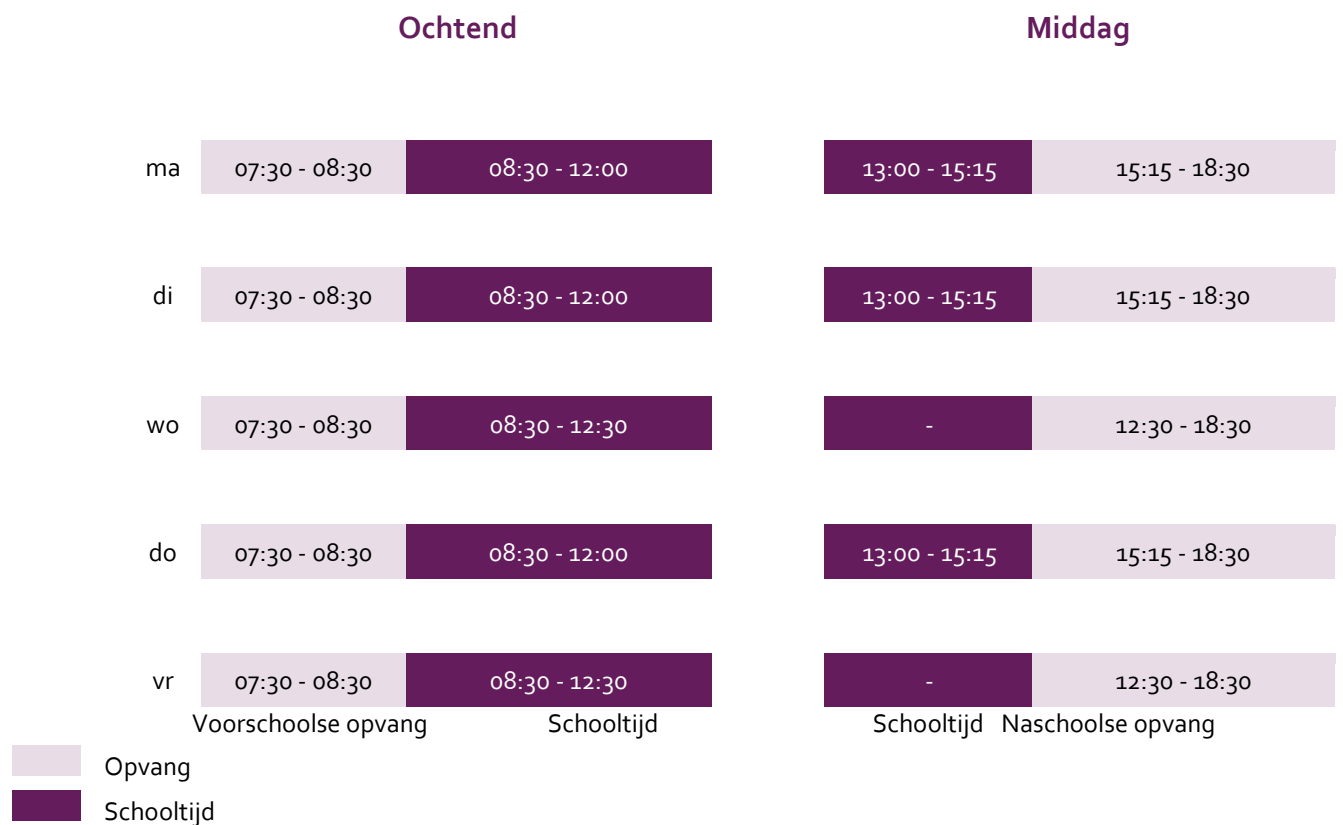 Ochtend Middag
ma 07:30 - 08:30 08:30 - 12:00 13:00 - 15:15 15:15 - 18:30
di 07:30 - 08:30 08:30 - 12:00 13:00 - 15:15 15:15 - 18:30
wo 07:30 - 08:30 08:30 - 12:30 - 12:30 - 18:30
do 07:30 - 08:30 08:30 - 12:00 13:00 - 15:15 15:15 - 18:30
vr 07:30 - 08:30 08:30 - 12:30 - 12:30 - 18:30
Voorschoolse opvang Schooltijd Schooltijd Naschoolse opvang
Opvang
Schooltijd